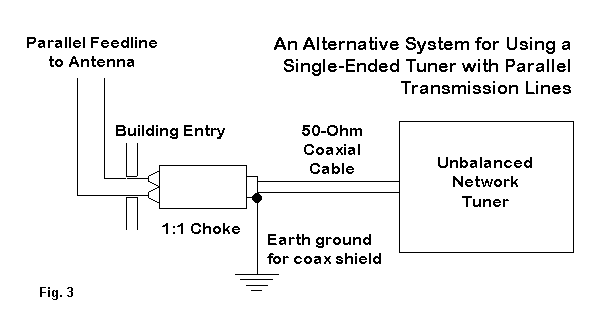 Parallel Feedline
to Antenna
An Alternative System for Using a
Single-Ended Tuner with Parallel
Transmission Lines
Building Entry
50-Ohm
Coaxial
Cable
Unbalanced
Network
Tuner
1:1 Choke
Earth ground
for coax shield
Fig. 3